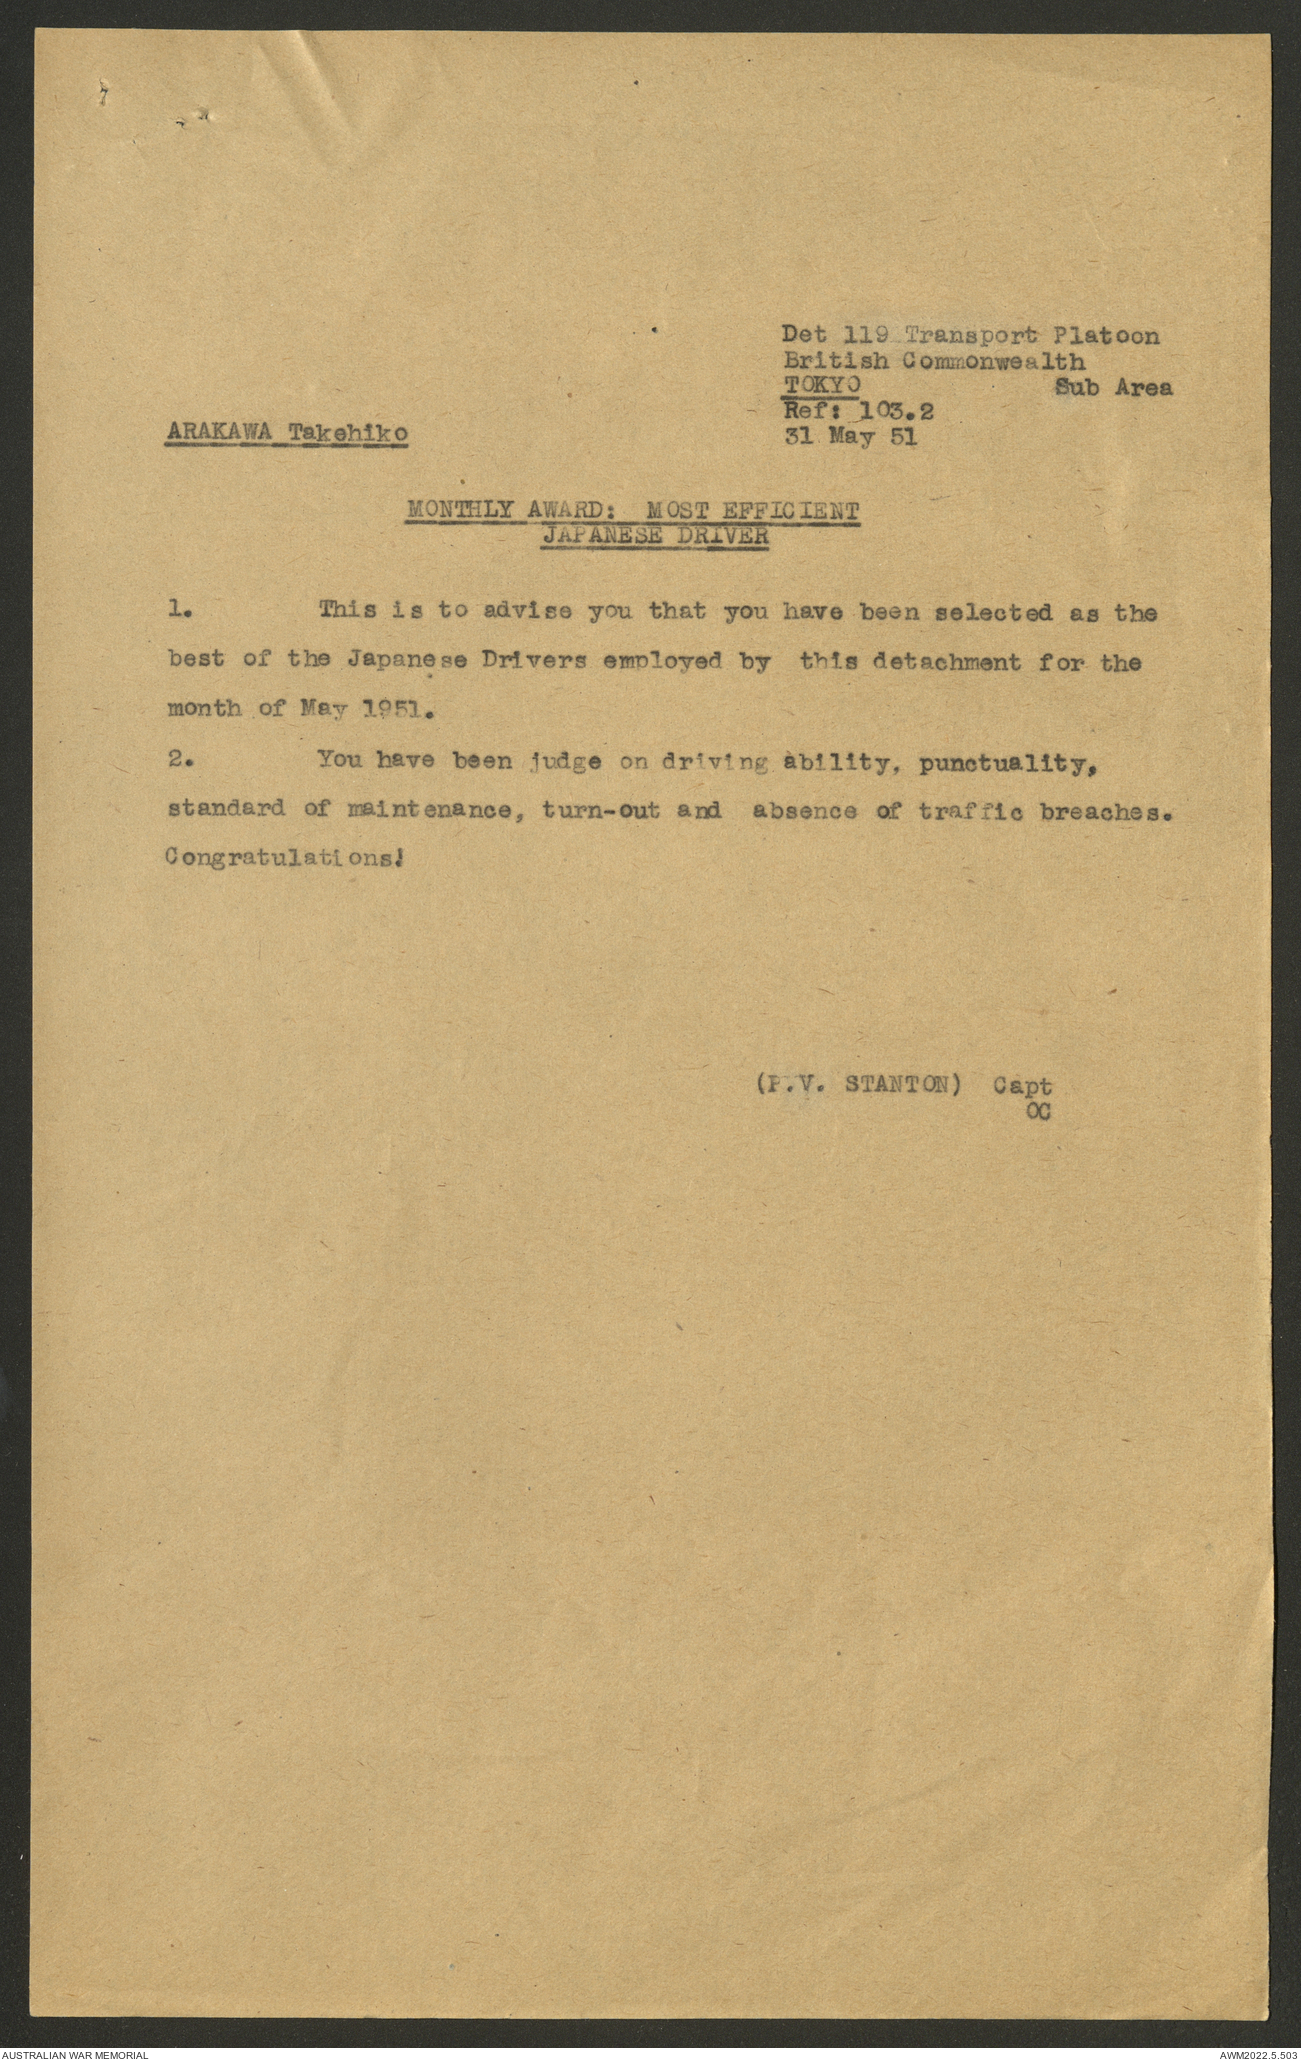 Det 119 Transport Platoon
British Commonwealth
TOKYO Sub Area
Ref: 103.2
31 May 51
ARAKAWA Takehiko
MONTHLY AWARD: MOST EFFICIENT
JAPANESE DRIVER
1. This is to advise you that you have been selected as the
best of the Japanese Drivers employed by this detachment for the
month of May 1951.
2. You have been judge on driving ability, punctuality,
standard of maintenance, turn-out and absence of traffic breaches.
Congratulations!
(P.V. STANTON) Capt
OC
AUSTRALIAN WAR MEMORIAL
AWM2022.5.503